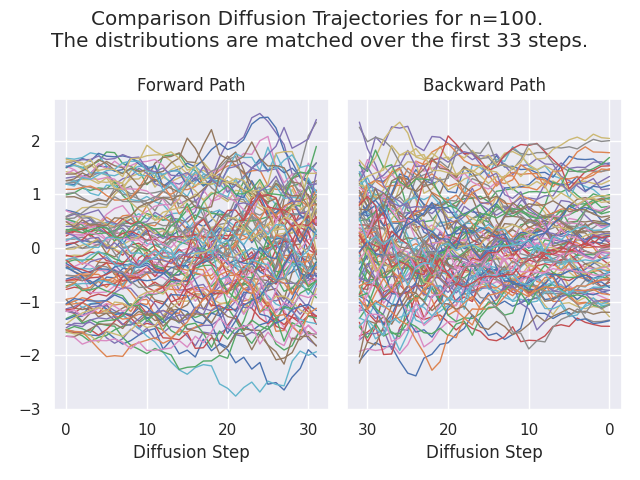 Comparison Diffusion Trajectories for n=100.
The distributions are matched over the first 33 steps.
Forward Path
Backward Path
2
1
0
−1
−2
−3
0 10 20 30
30 20 10 0
Diffusion Step
Diffusion Step